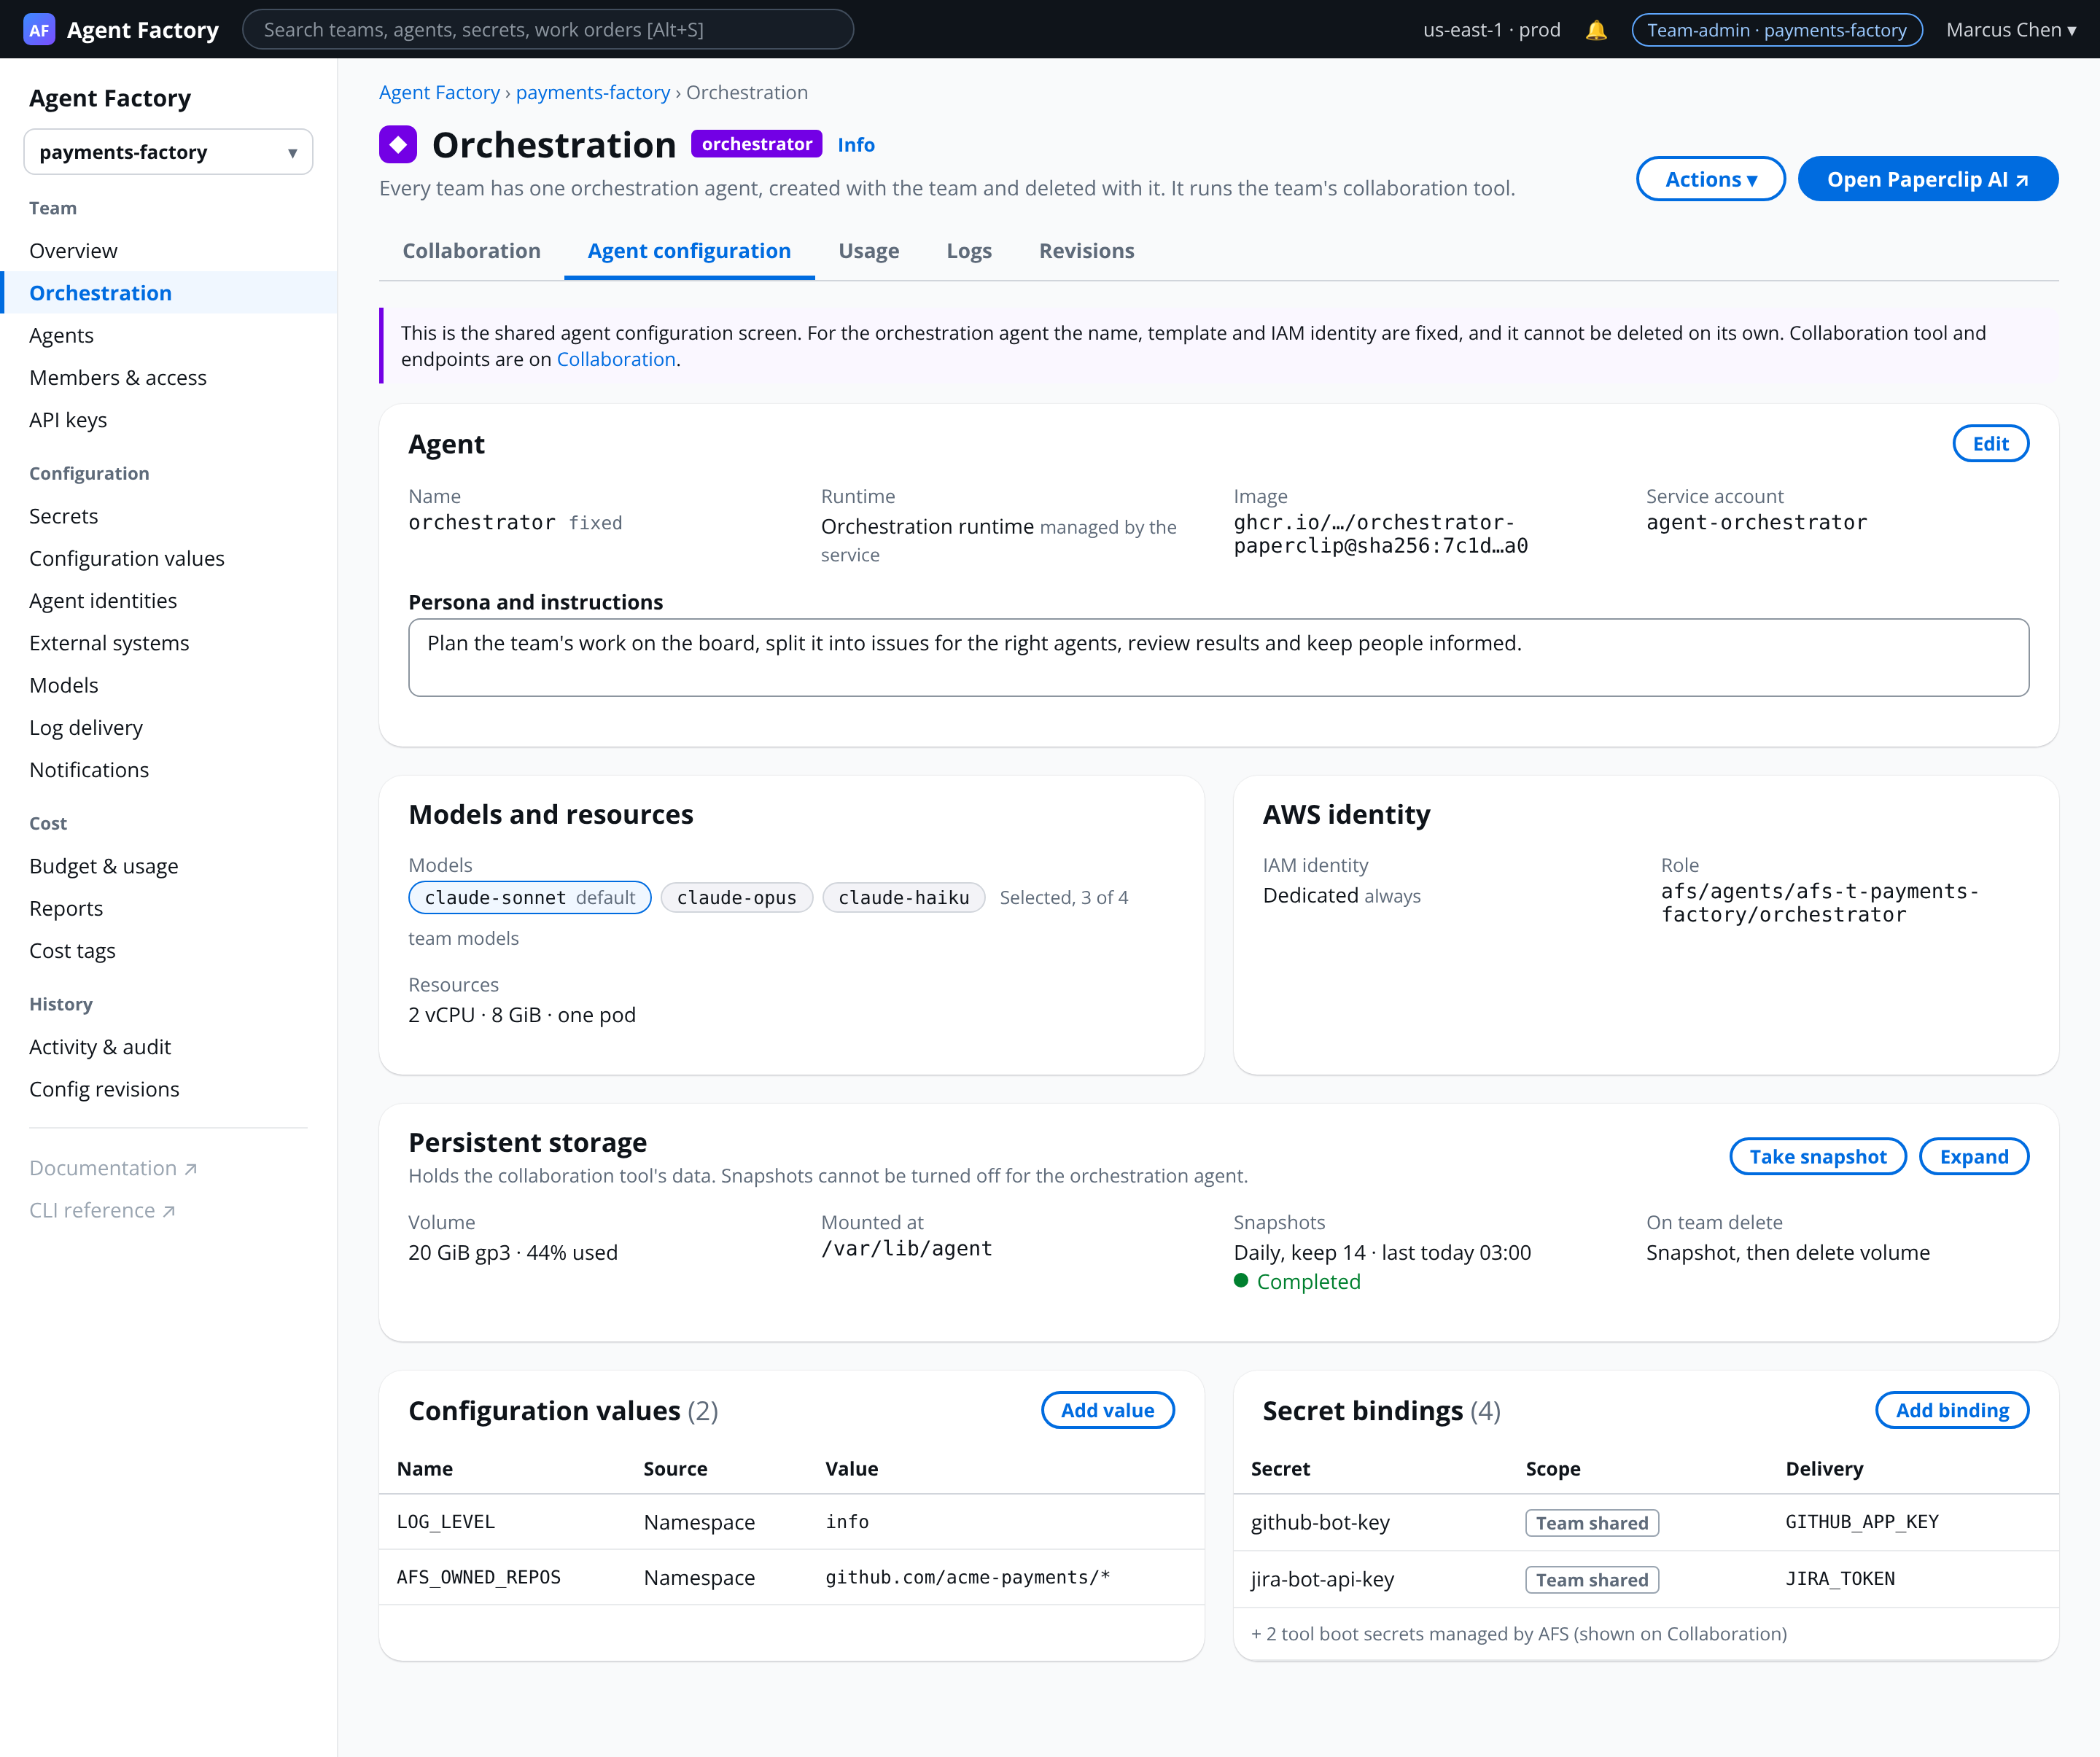 AF Agent Factory
Search teams, agents, secrets, work orders [Alt+S]
us-east-1 · prod
Team-admin · payments-factory
Marcus Chen ▾
Agent Factory
payments-factory ▾
Team
Overview
Orchestration
Agents
Members & access
API keys
Configuration
Secrets
Configuration values
Agent identities
External systems
Models
Log delivery
Notifications
Cost
Budget & usage
Reports
Cost tags
History
Activity & audit
Config revisions
Documentation ↗
CLI reference ↗
Agent Factory › payments-factory › Orchestration
Orchestration orchestrator Info
Every team has one orchestration agent, created with the team and deleted with it. It runs the team's collaboration tool.
Actions ▾
Open Paperclip AI ↗
Collaboration
Agent configuration
Usage
Logs
Revisions
This is the shared agent configuration screen. For the orchestration agent the name, template and IAM identity are fixed, and it cannot be deleted on its own. Collaboration tool and
endpoints are on Collaboration.
Agent
Edit
Name
orchestrator fixed
Runtime
Orchestration runtime managed by the
service
Image
ghcr.io/…/orchestrator-
paperclip@sha256:7c1d…a0
Service account
agent-orchestrator
Persona and instructions
Plan the team's work on the board, split it into issues for the right agents, review results and keep people informed.
Models and resources
Models
claude-sonnet default claude-opus claude-haiku Selected, 3 of 4
team models
Resources
2 vCPU · 8 GiB · one pod
AWS identity
IAM identity
Dedicated always
Role
afs/agents/afs-t-payments-
factory/orchestrator
Persistent storage
Holds the collaboration tool's data. Snapshots cannot be turned off for the orchestration agent.
Take snapshot
Expand
Volume
20 GiB gp3 · 44% used
Mounted at
/var/lib/agent
Snapshots
Daily, keep 14 · last today 03:00
Completed
On team delete
Snapshot, then delete volume
Configuration values (2)
Add value
Name Source Value
LOG_LEVEL Namespace info
AFS_OWNED_REPOS Namespace github.com/acme-payments/*
Secret bindings (4)
Add binding
Secret Scope Delivery
github-bot-key Team shared GITHUB_APP_KEY
jira-bot-api-key Team shared JIRA_TOKEN
+ 2 tool boot secrets managed by AFS (shown on Collaboration)